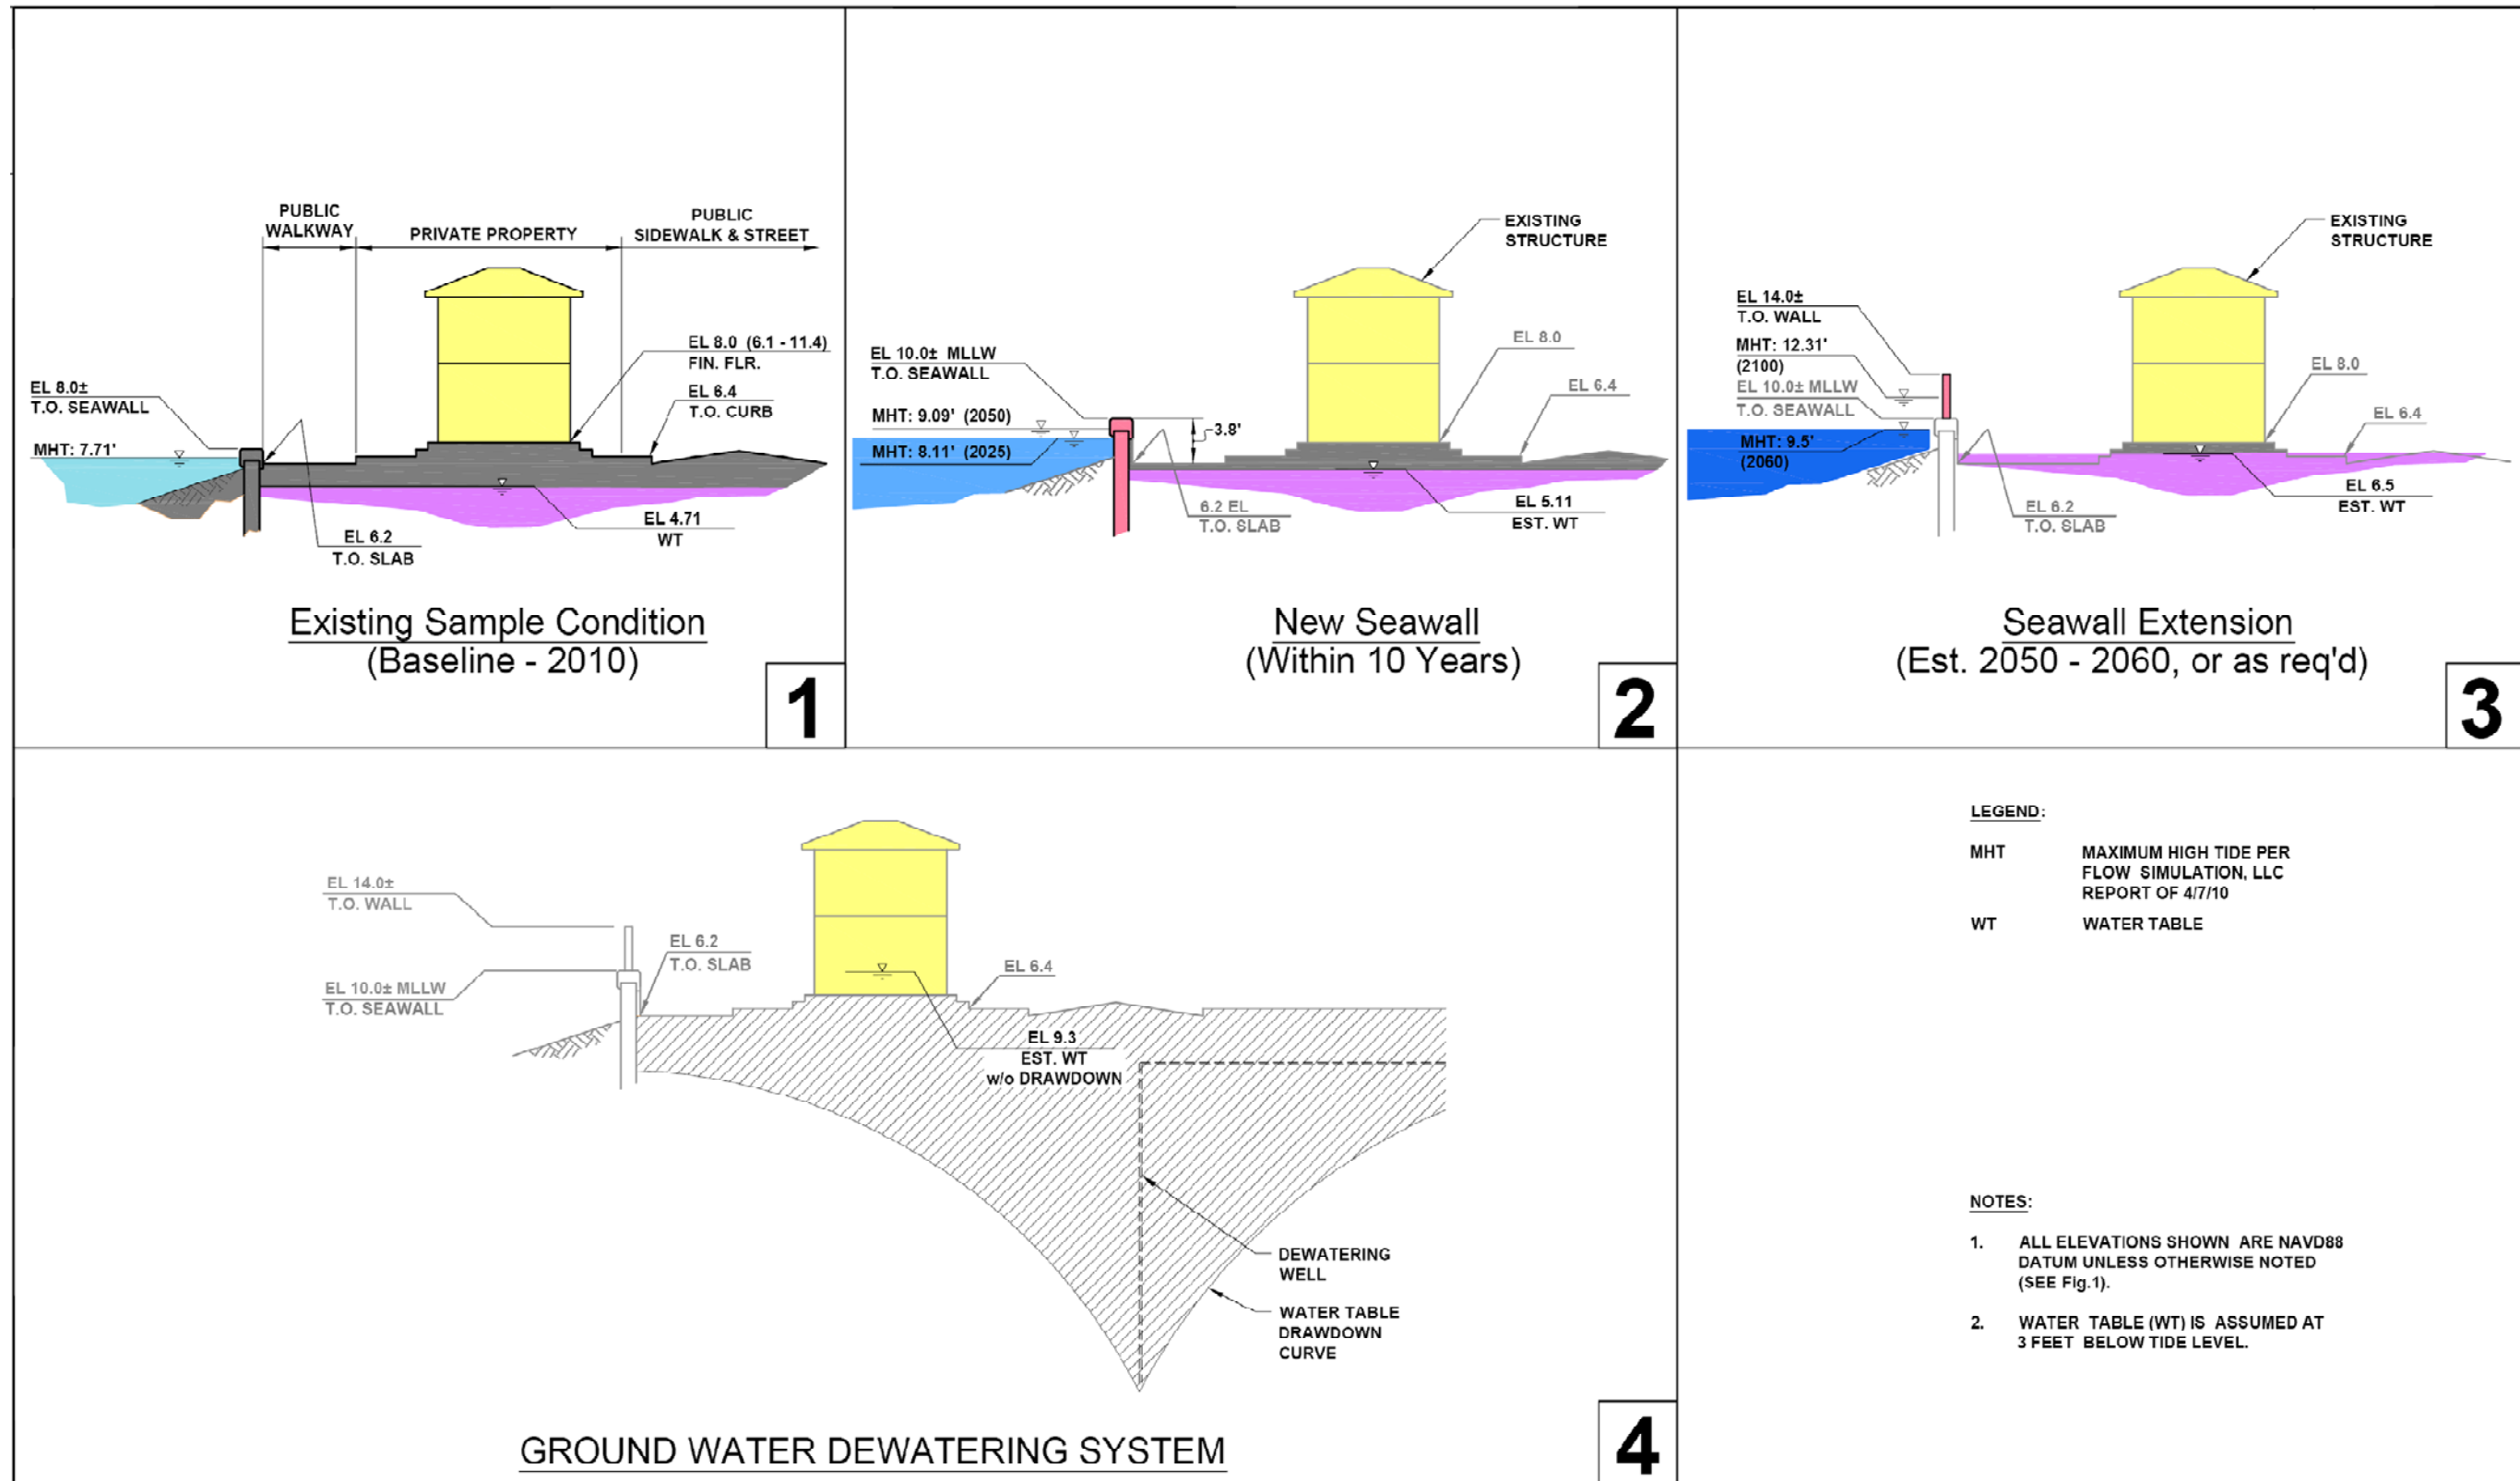 PUBLIC
WALKWAY
PRIVATE PROPERTY
PUBLIC
SIDEWALK & STREET
EL 8.0 (6.1 - 11.4)
FIN. FLR.
EL 6.4
T.O. CURB
EL 8.0±
T.O. SEAWALL
MHT: 7.71'
EL 6.2
T.O. SLAB
EL 4.71
WT
Existing Sample Condition
(Baseline - 2010)
1
EXISTING
STRUCTURE
EL 8.0
EL 6.4
EL 10.0± MLLW
T.O. SEAWALL
MHT: 9.09' (2050)
MHT: 8.11' (2025)
3.8'
6.2 EL
T.O. SLAB
EL 5.11
EST. WT
New Seawall
(Within 10 Years)
2
EXISTING
STRUCTURE
EL 14.0±
T.O. WALL
MHT: 12.31'
(2100)
EL 10.0± MLLW
T.O. SEAWALL
MHT: 9.5'
(2060)
EL 8.0
EL 6.4
EL 6.2
T.O. SLAB
EL 6.5
EST. WT
Seawall Extension
(Est. 2050 - 2060, or as req'd)
3
EL 14.0±
T.O. WALL
EL 10.0± MLLW
T.O. SEAWALL
EL 6.2
T.O. SLAB
EL 6.4
EL 9.3
EST. WT
w/o DRAWDOWN
DEWATERING
WELL
WATER TABLE
DRAWDOWN
CURVE
GROUND WATER DEWATERING SYSTEM
4
LEGEND:
MHT MAXIMUM HIGH TIDE PER
FLOW SIMULATION, LLC
REPORT OF 4/7/10
WT WATER TABLE
NOTES:
1. ALL ELEVATIONS SHOWN ARE NAVD88
DATUM UNLESS OTHERWISE NOTED
(SEE Fig.1).
2. WATER TABLE (WT) IS ASSUMED AT
3 FEET BELOW TIDE LEVEL.